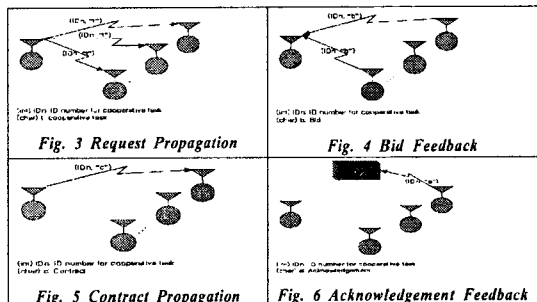 (IDn, "r")
(IDn, "r")
(int) IDn: ID number for cooperative task
(char) r: cooperative task
Fig. 3 Request Propagation
(IDn, "b")
(IDn, "b")
(int) IDn: ID number for cooperative task
(char) b: Bid
Fig. 4 Bid Feedback
(IDn, "c")
(int) IDn: ID number for cooperative task
(char) c: Contract
Fig. 5 Contract Propagation
(IDn, "a")
(int) IDn: ID number for cooperative task
(char) a: Acknowledgement
Fig. 6 Acknowledgement Feedback